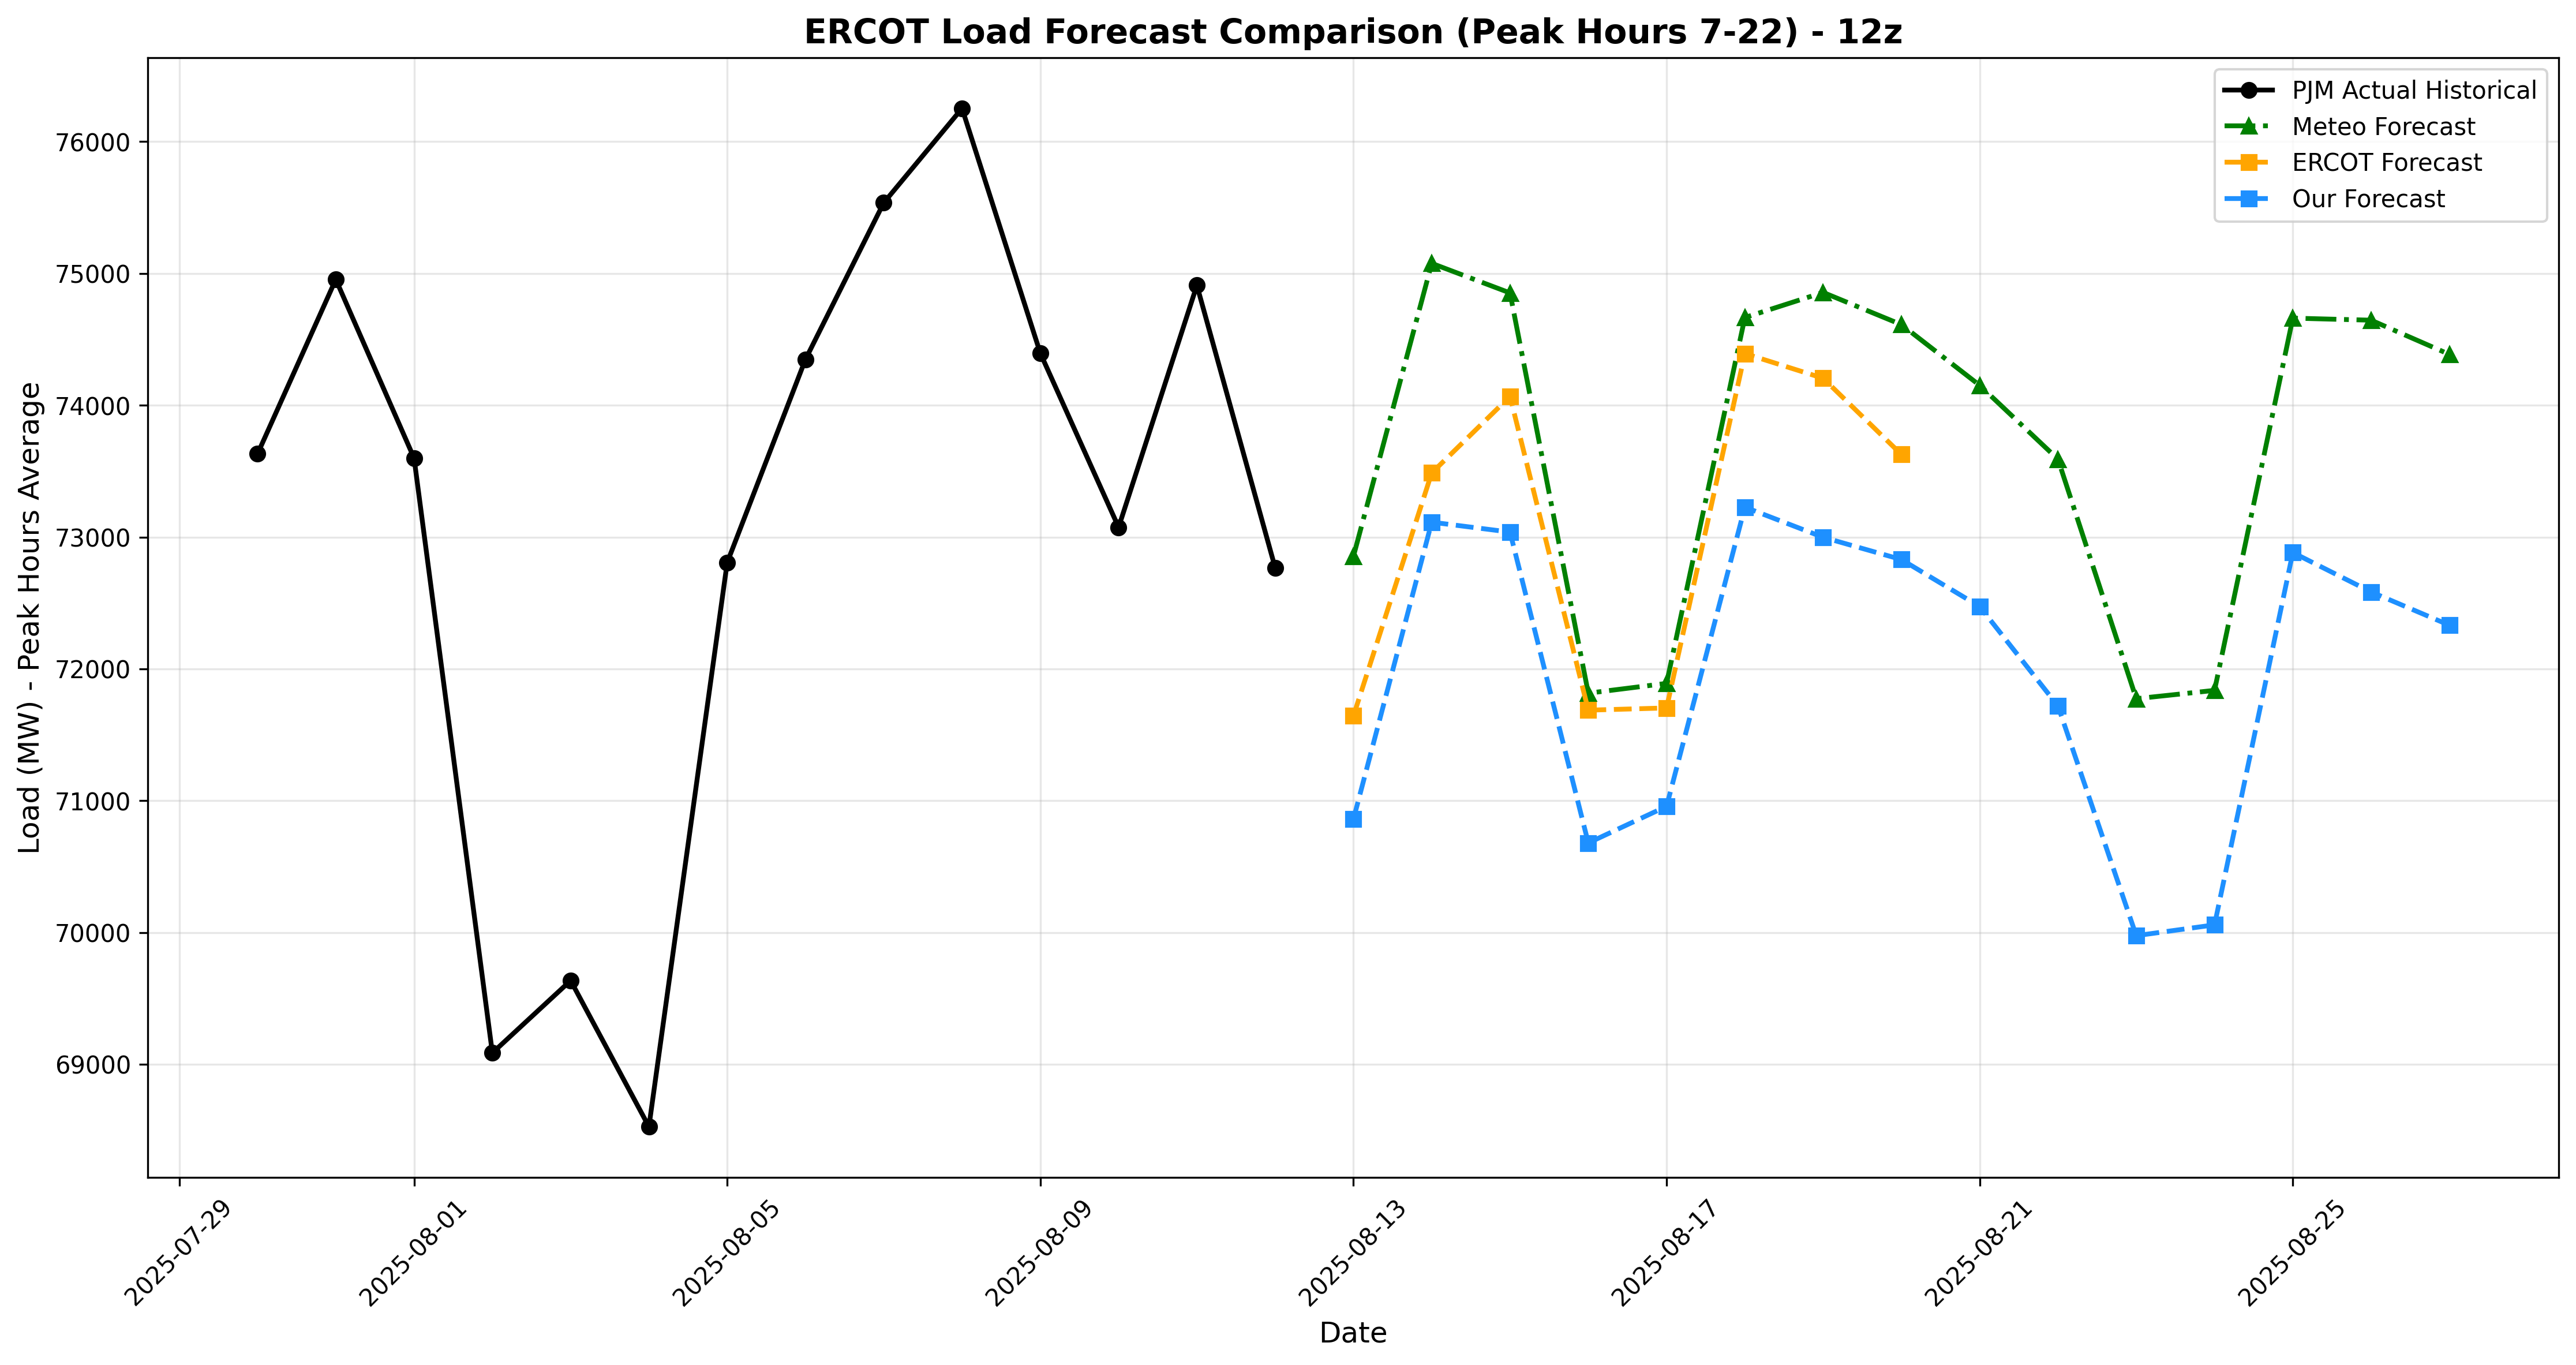 ERCOT Load Forecast Comparison (Peak Hours 7-22) - 12z
PJM Actual Historical
Meteo Forecast
ERCOT Forecast
Our Forecast
Load (MW) - Peak Hours Average
76000
75000
74000
73000
72000
71000
70000
69000
2025-07-29
2025-08-01
2025-08-05
2025-08-09
2025-08-13
2025-08-17
2025-08-21
2025-08-25
Date